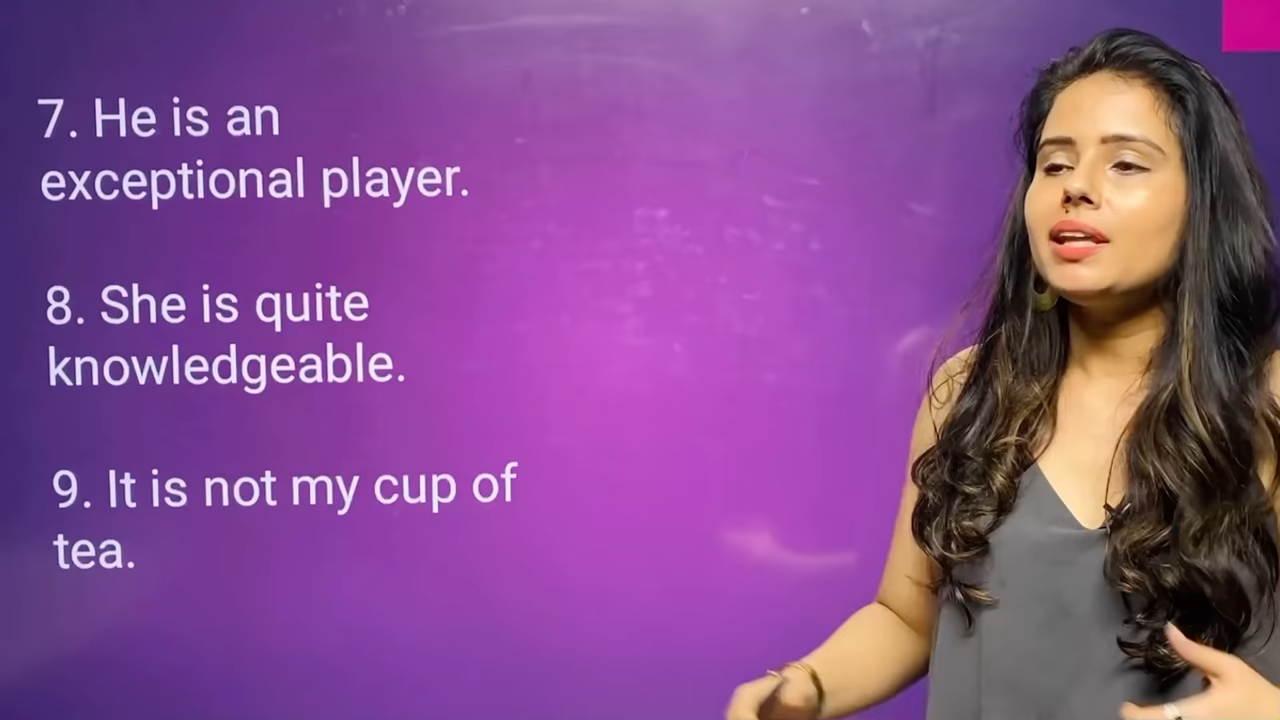 7. He is an
exceptional player.
8. She is quite
knowledgeable.
9. It is not my cup of
tea.